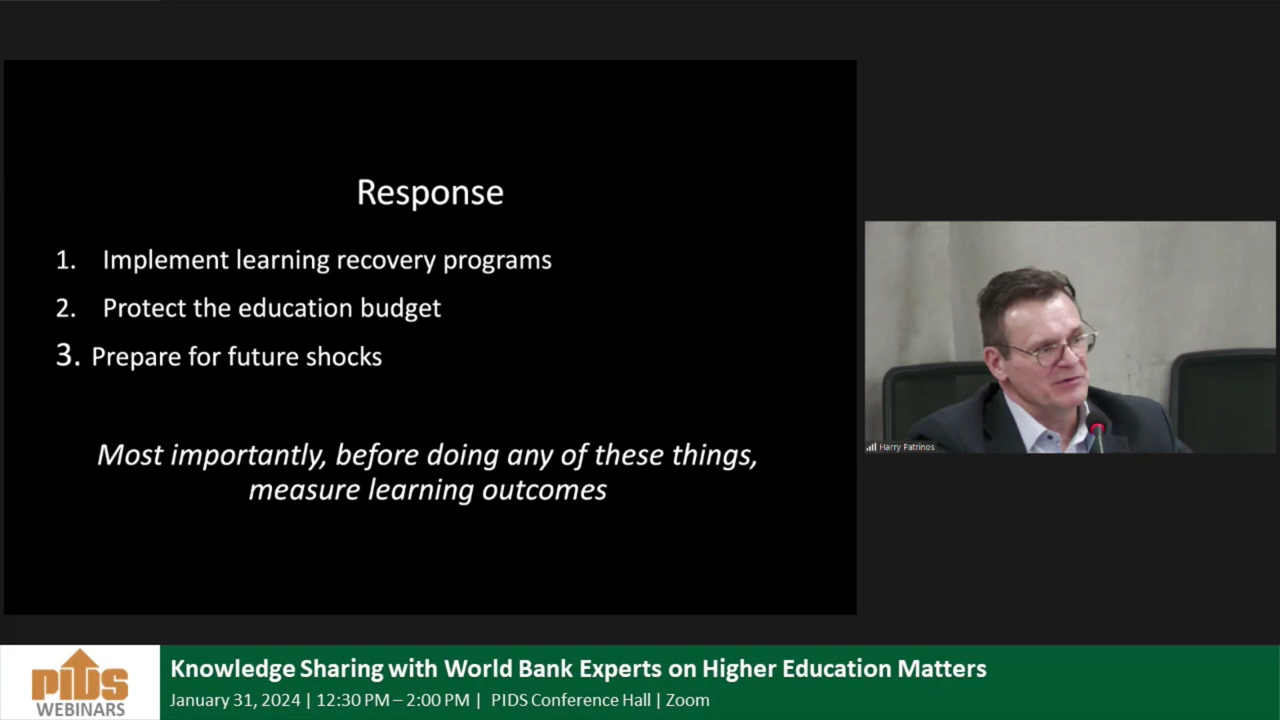 Response
1. Implement learning recovery programs
2. Protect the education budget
3. Prepare for future shocks
Most importantly, before doing any of these things,
measure learning outcomes
Harry Patrinos
PIDS
WEBINARS
Knowledge Sharing with World Bank Experts on Higher Education Matters
January 31, 2024 | 12:30 PM – 2:00 PM | PIDS Conference Hall | Zoom